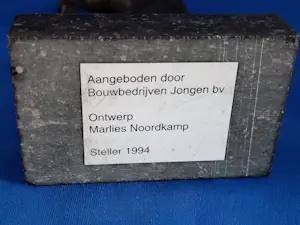 Aangeboden door
Bouwbedrijven Jongen bv
Ontwerp
Marlies Noordkamp
Steller 1994